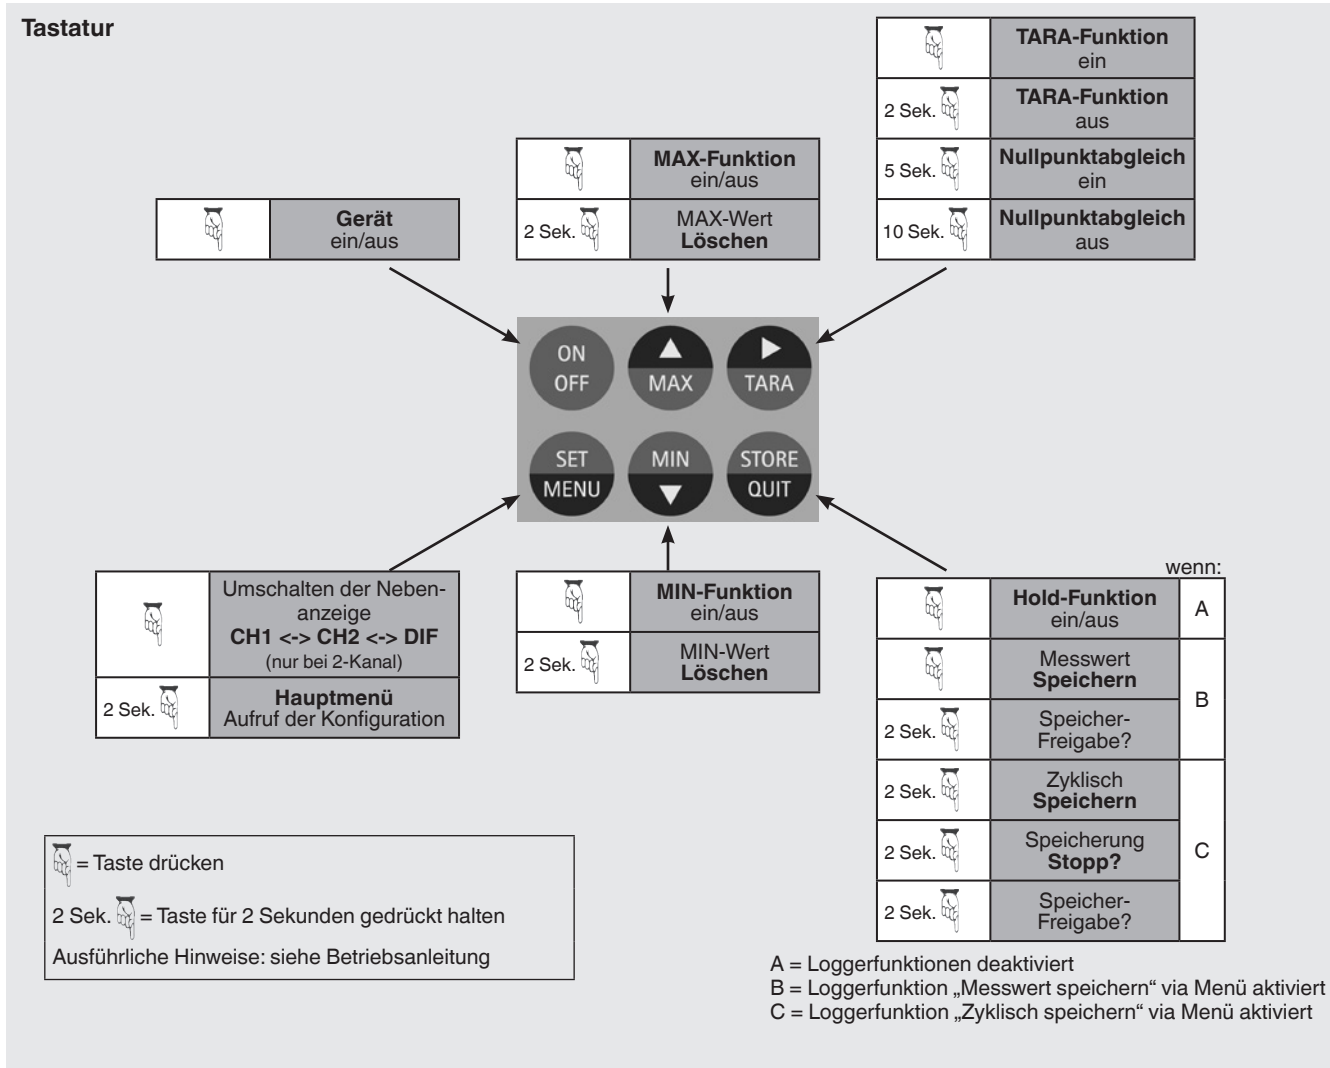 Tastatur
TARA-Funktion
ein
2 Sek.
TARA-Funktion
aus
5 Sek.
Nullpunktabgleich
ein
10 Sek.
Nullpunktabgleich
aus
MAX-Funktion
ein/aus
2 Sek.
MAX-Wert
Löschen
Gerät
ein/aus
ON
OFF
MAX
TARA
SET
MENU
MIN
STORE
QUIT
Umschalten der Neben-
anzeige
CH1 <-> CH2 <-> DIF
(nur bei 2-Kanal)
2 Sek.
Hauptmenü
Aufruf der Konfiguration
MIN-Funktion
ein/aus
2 Sek.
MIN-Wert
Löschen
wenn:
Hold-Funktion
ein/aus
A
Messwert
Speichern
B
2 Sek.
Speicher-
Freigabe?
2 Sek.
Zyklisch
Speichern
2 Sek.
Speicherung
Stopp?
C
2 Sek.
Speicher-
Freigabe?
= Taste drücken
2 Sek. = Taste für 2 Sekunden gedrückt halten
Ausführliche Hinweise: siehe Betriebsanleitung
A = Loggerfunktionen deaktiviert
B = Loggerfunktion „Messwert speichern“ via Menü aktiviert
C = Loggerfunktion „Zyklisch speichern“ via Menü aktiviert